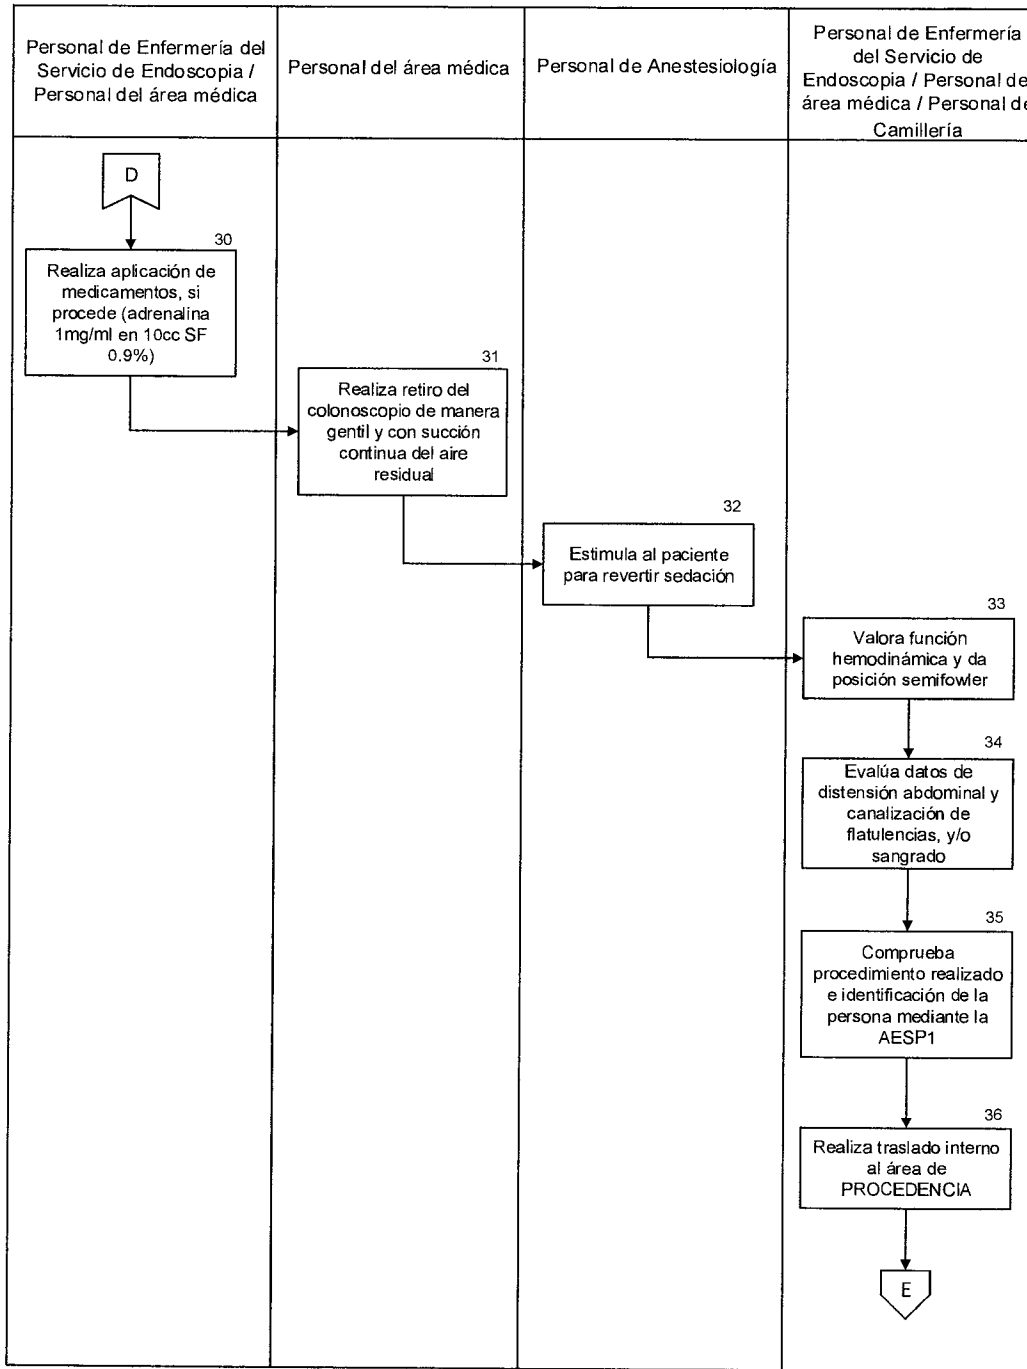 Personal de Enfermería del
Servicio de Endoscopia /
Personal del área médica
Personal del área médica
Personal de Anestesiología
Personal de Enfermería
del Servicio de
Endoscopia / Personal de
área médica / Personal de
Camillería
D
30
Realiza aplicación de
medicamentos, si
procede (adrenalina
1mg/ml en 10cc SF
0.9%)
31
Realiza retiro del
colonoscopio de manera
gentil y con succión
continua del aire
residual
32
Estimula al paciente
para revertir sedación
33
Valora función
hemodinámica y da
posición semifowler
34
Evalúa datos de
distensión abdominal y
canalización de
flatulencias, y/o
sangrado
35
Comprueba
procedimiento realizado
e identificación de la
persona mediante la
AESP1
36
Realiza traslado interno
al área de
PROCEDENCIA
E